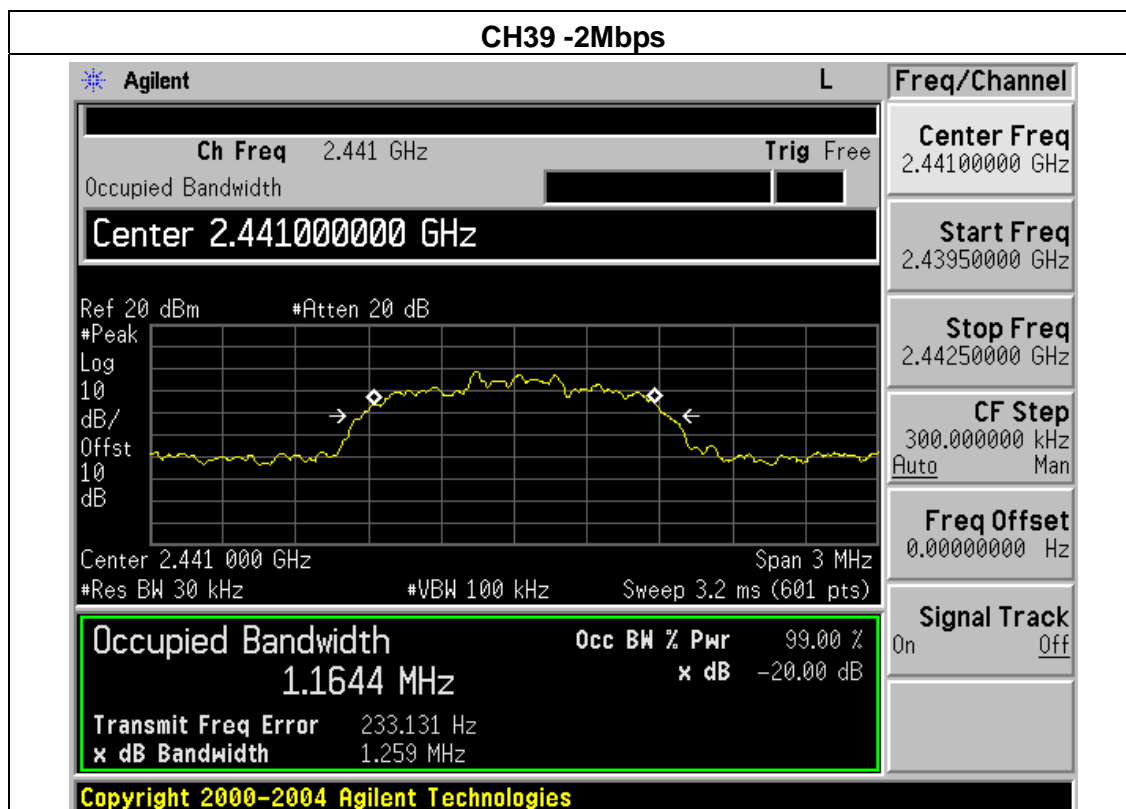 CH39 -2Mbps
Agilent L Freq/Channel
Ch Freq 2.441 GHz Trig Free
Occupied Bandwidth
Center 2.441000000 GHz
Ref 20 dBm #Atten 20 dB
#Peak
Log
10
dB/
Offst
10
dB
Center 2.441 000 GHz Span 3 MHz
#Res BW 30 kHz #VBW 100 kHz Sweep 3.2 ms (601 pts)
Occupied Bandwidth Occ BW % Pwr 99.00 %
1.1644 MHz x dB -20.00 dB
Transmit Freq Error 233.131 Hz
x dB Bandwidth 1.259 MHz
Copyright 2000-2004 Agilent Technologies
Center Freq
2.44100000 GHz
Start Freq
2.43950000 GHz
Stop Freq
2.44250000 GHz
CF Step
300.000000 kHz
Auto Man
Freq Offset
0.00000000 Hz
Signal Track
On Off